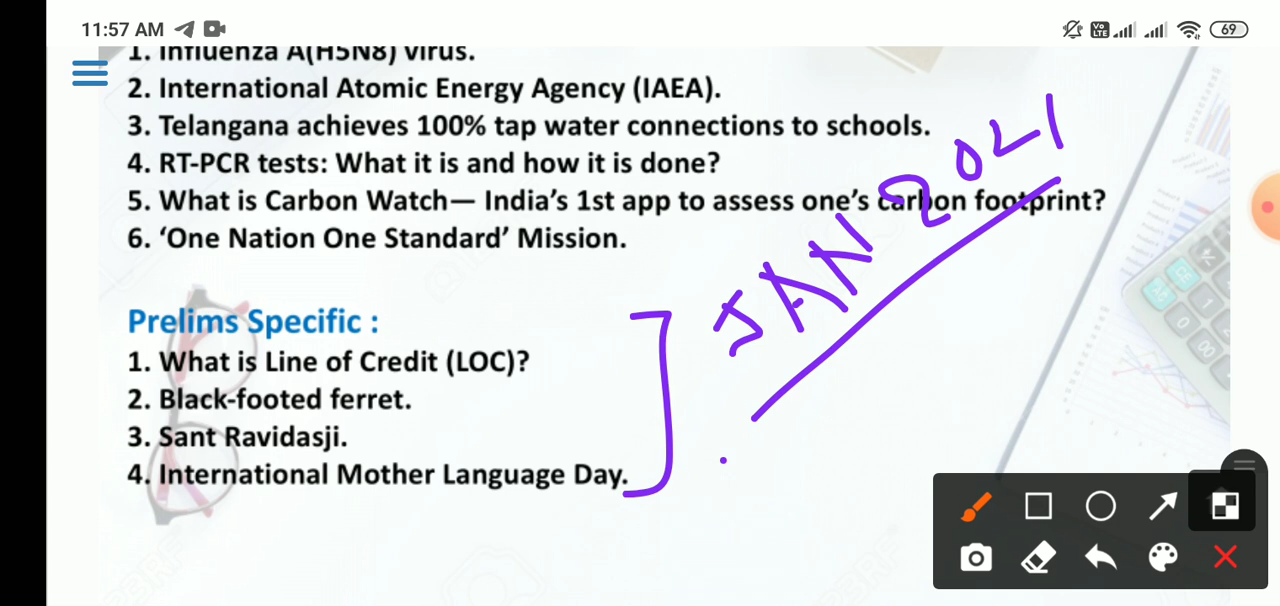 11:57 AM
Vo LTE
69
1. Influenza A(H5N8) Virus.
2. International Atomic Energy Agency (IAEA).
3. Telangana achieves 100% tap water connections to schools.
4. RT-PCR tests: What it is and how it is done?
5. What is Carbon Watch— India’s 1st app to assess one’s carbon footprint?
6. ‘One Nation One Standard’ Mission.
JAN 2021
Prelims Specific :
1. What is Line of Credit (LOC)?
2. Black-footed ferret.
3. Sant Ravidasji.
4. International Mother Language Day.